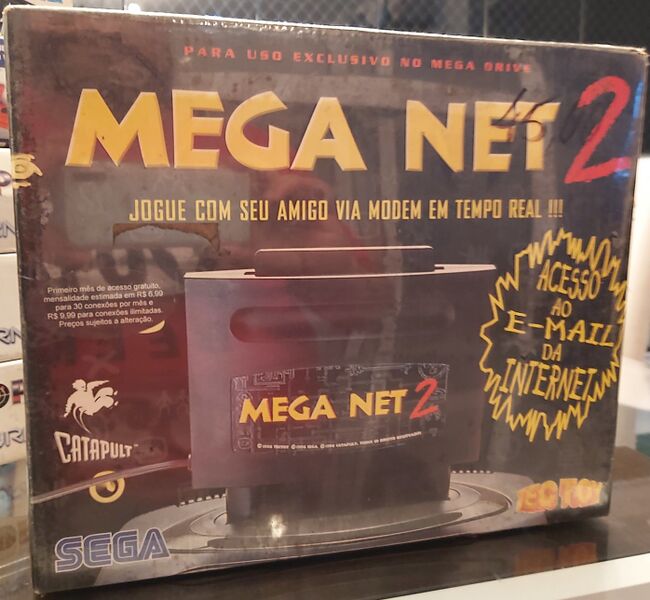 PARA USO EXCLUSIVO NO MEGA DRIVE
MEGA NET 2
JOGUE COM SEU AMIGO VIA MODEM EM TEMPO REAL !!!
Primeiro mês de acesso gratuito,
mensalidade estimada em R$ 6,99
para 30 conexões por mês e
R$ 9,99 para conexões ilimitadas.
Preços sujeitos a alteração.
ACESSO
AO
E-MAIL
DA
INTERNET
MEGA NET 2
CATAPULT
SEGA
TEC TOY